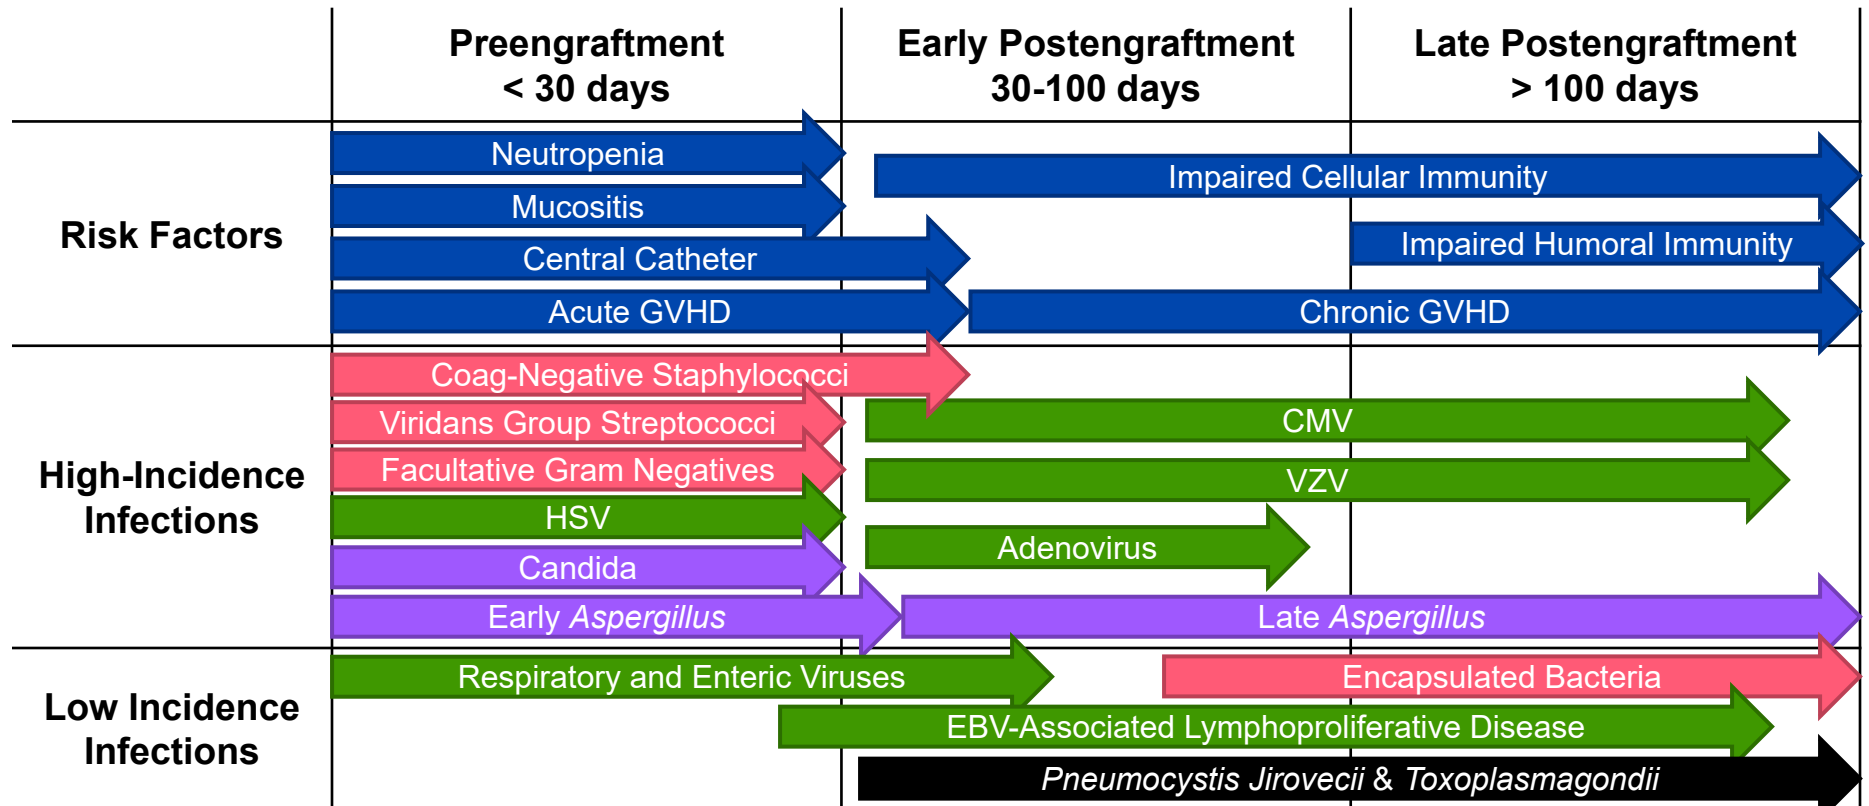 Preengraftment
< 30 days
Early Postengraftment
30-100 days
Late Postengraftment
> 100 days
Risk Factors
Neutropenia
Mucositis
Central Catheter
Acute GVHD
Impaired Cellular Immunity
Impaired Humoral Immunity
Chronic GVHD
High-Incidence
Infections
Coag-Negative Staphylococci
Viridans Group Streptococci
Facultative Gram Negatives
HSV
Candida
Early Aspergillus
CMV
VZV
Adenovirus
Late Aspergillus
Low Incidence
Infections
Respiratory and Enteric Viruses
Encapsulated Bacteria
EBV-Associated Lymphoproliferative Disease
Pneumocystis Jirovecii & Toxoplasmagondii